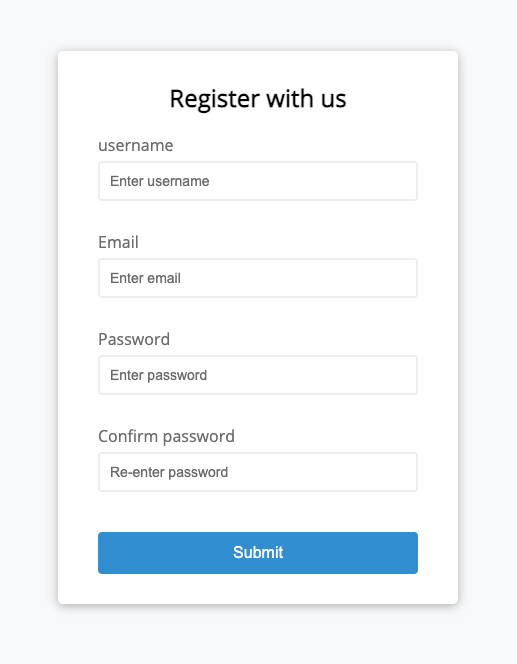 Register with us
username
Enter username
Email
Enter email
Password
Enter password
Confirm password
Re-enter password
Submit